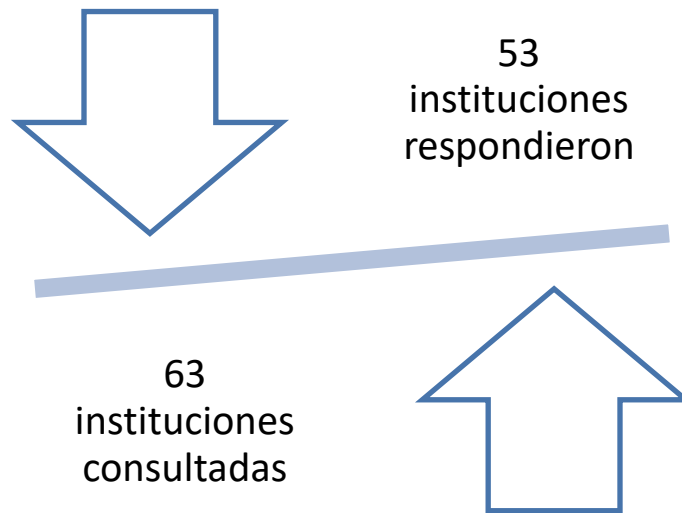 53
instituciones
respondieron
63
instituciones
consultadas